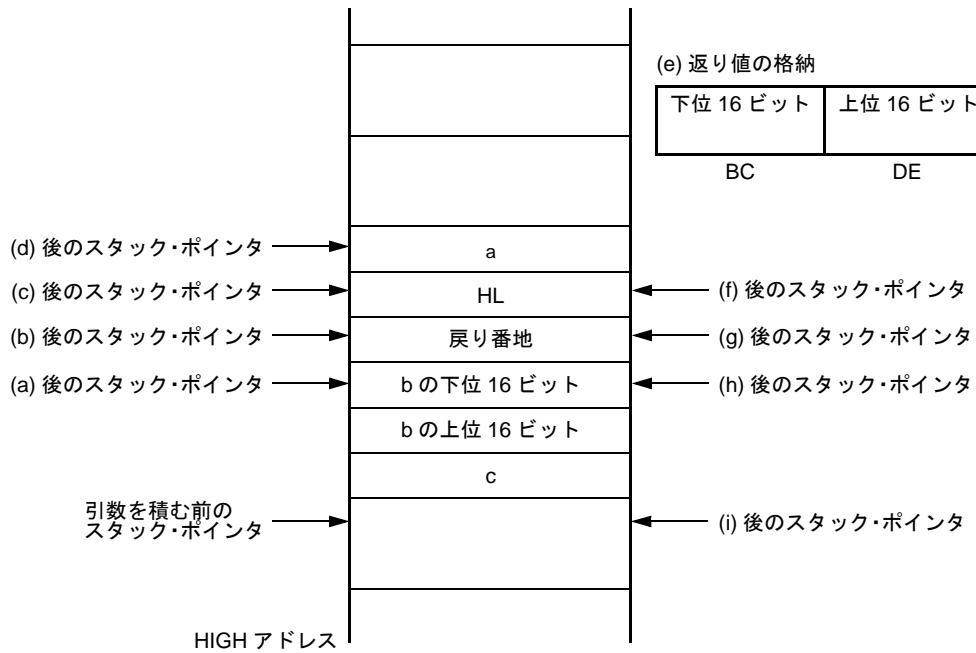 (e) 返り値の格納
下位 16 ビット
上位 16 ビット
BC
DE
(d) 後のスタック・ポインタ
a
(c) 後のスタック・ポインタ
HL
(f) 後のスタック・ポインタ
(b) 後のスタック・ポインタ
戻り番地
(g) 後のスタック・ポインタ
(a) 後のスタック・ポインタ
b の下位 16 ビット
(h) 後のスタック・ポインタ
b の上位 16 ビット
c
引数を積む前の
スタック・ポインタ
(i) 後のスタック・ポインタ
HIGH アドレス